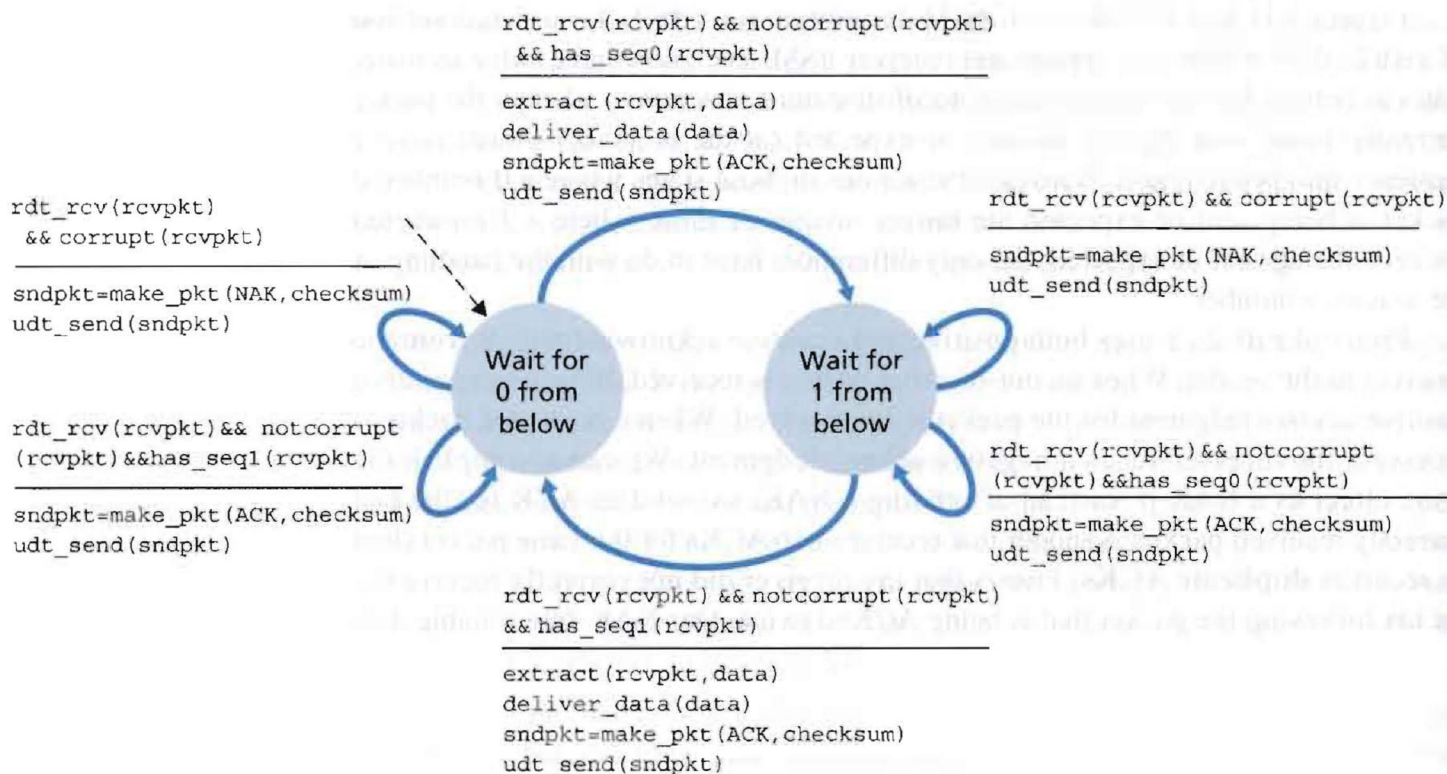 rdt_rcv(rcvpkt)&& notcorrupt(rcvpkt)
&& has_seq0(rcvpkt)
extract(rcvpkt,data)
deliver_data(data)
sndpkt=make_pkt(ACK,checksum)
udt_send(sndpkt)
rdt_rcv(rcvpkt)
&& corrupt(rcvpkt)
sndpkt=make_pkt(NAK,checksum)
udt_send(sndpkt)
rdt_rcv(rcvpkt) && corrupt(rcvpkt)
sndpkt=make_pkt(NAK,checksum)
udt_send(sndpkt)
Wait for
0 from
below
Wait for
1 from
below
rdt_rcv(rcvpkt)&& notcorrupt
(rcvpkt)&&has_seq1(rcvpkt)
sndpkt=make_pkt(ACK,checksum)
udt_send(sndpkt)
rdt_rcv(rcvpkt)&&notcorrupt
(rcvpkt)&&has_seq0(rcvpkt)
sndpkt=make_pkt(ACK,checksum)
udt_send(sndpkt)
rdt_rcv(rcvpkt) && notcorrupt(rcvpkt)
&& has_seq1(rcvpkt)
extract(rcvpkt,data)
deliver_data(data)
sndpkt=make_pkt(ACK,checksum)
udt_send(sndpkt)